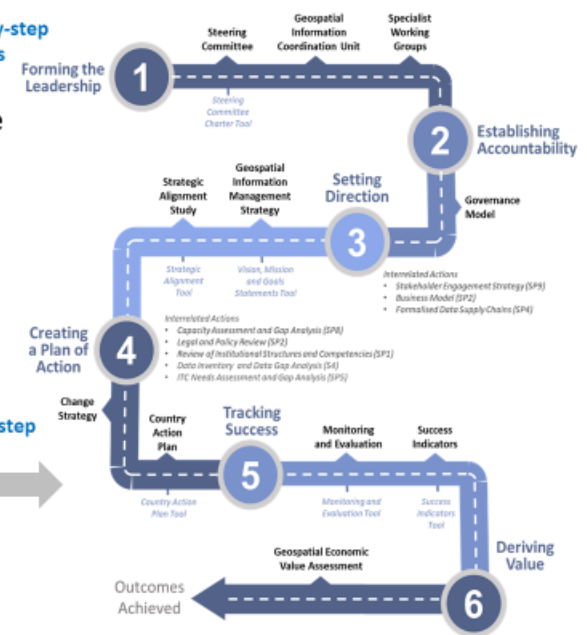 y-step
s
e
Forming the
Leadership
1
Steering
Committee
Geospatial
Information
Coordination Unit
Specialist
Working
Groups
Steering
Committee
Charter Tool
2
Establishing
Accountability
Governance
Model
Setting
Direction
3
Geospatial
Information
Management
Strategy
Strategic
Alignment
Study
Strategic
Alignment
Tool
Vision, Mission
and Goals
Statements Tool
Interrelated Actions
• Stakeholder Engagement Strategy (SP9)
• Business Model (SP2)
• Formalised Data Supply Chains (SP4)
Interrelated Actions
• Capacity Assessment and Gap Analysis (SP8)
• Legal and Policy Review (SP2)
• Review of Institutional Structures and Competencies (SP1)
• Data Inventory and Data Gap Analysis (S4)
• ITC Needs Assessment and Gap Analysis (SP5)
Creating
a Plan of
Action
4
Change
Strategy
step
Country
Action
Plan
Country Action
Plan Tool
Tracking
Success
5
Monitoring
and Evaluation
Success
Indicators
Monitoring and
Evaluation Tool
Success
Indicators
Tool
Deriving
Value
6
Geospatial Economic
Value Assessment
Outcomes
Achieved